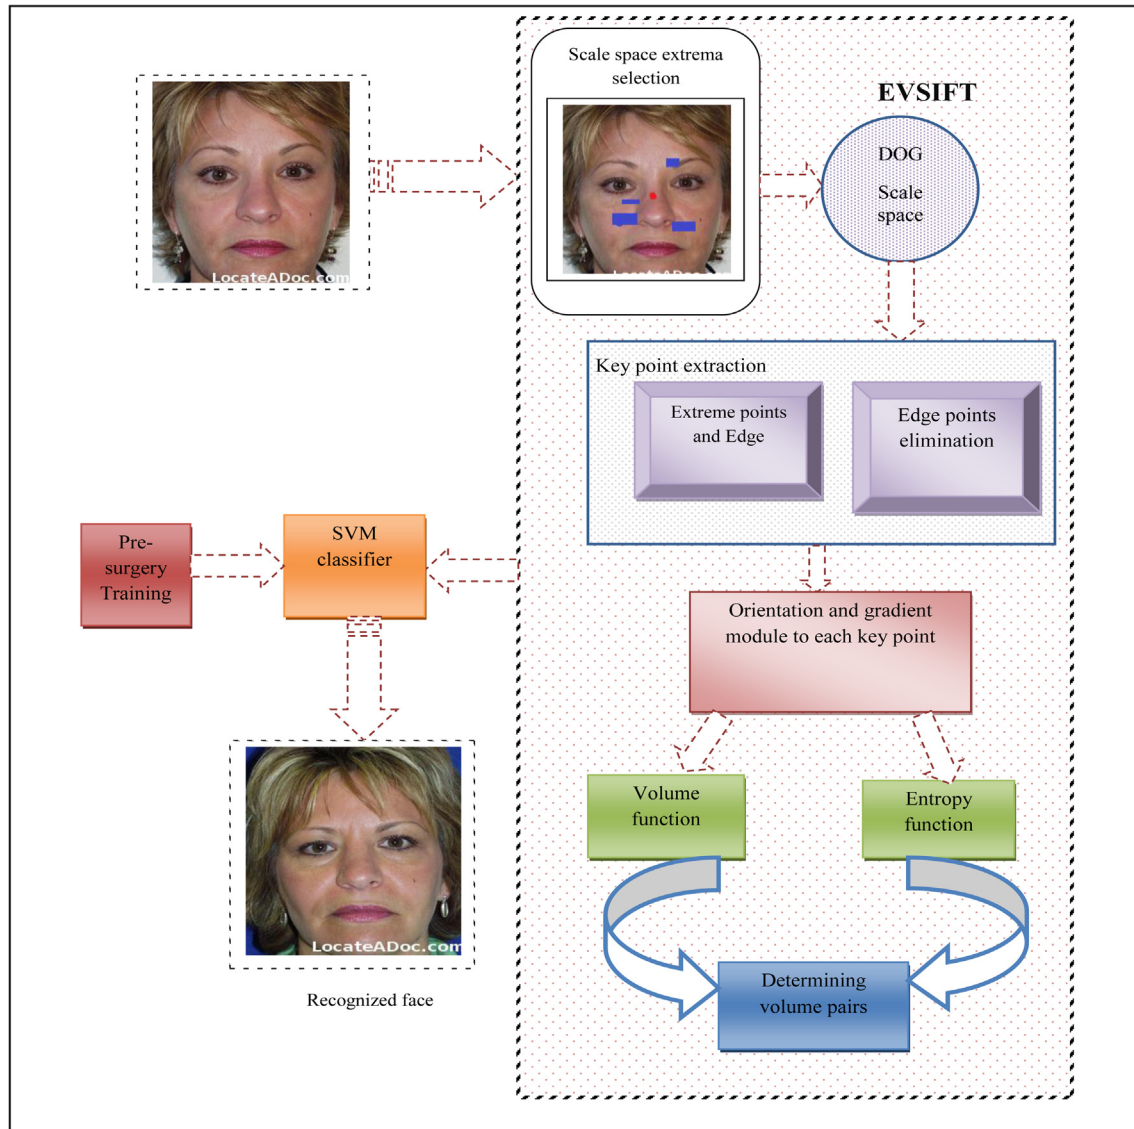 Scale space extrema
selection
LocateADoc.com
LocateADoc.com
EVSIFT
DOG
Scale
space
Key point extraction
Extreme points
and Edge
Edge points
elimination
Pre-
surgery
Training
SVM
classifier
Orientation and gradient
module to each key point
Volume
function
Entropy
function
LocateADoc.com
Recognized face
Determining
volume pairs